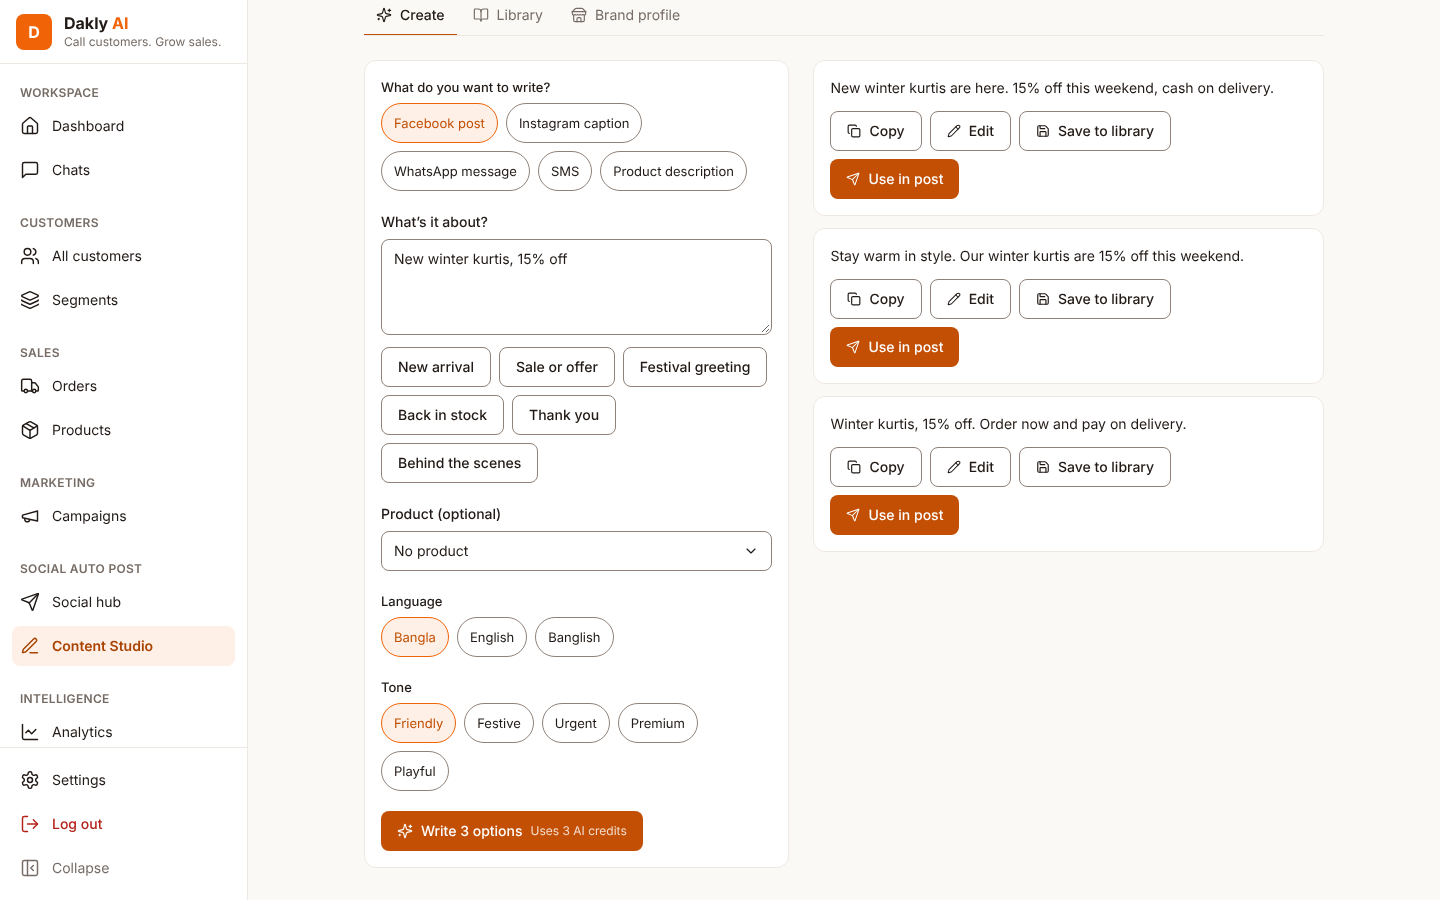 D
Dakly AI
Call customers. Grow sales.
WORKSPACE
Dashboard
Chats
CUSTOMERS
All customers
Segments
SALES
Orders
Products
MARKETING
Campaigns
SOCIAL AUTO POST
Social hub
Content Studio
INTELLIGENCE
Analytics
Settings
Log out
Collapse
Create Library Brand profile
What do you want to write?
Facebook post Instagram caption
WhatsApp message SMS Product description
What's it about?
New winter kurtis, 15% off
New arrival Sale or offer Festival greeting
Back in stock Thank you
Behind the scenes
Product (optional)
No product
Language
Bangla English Banglish
Tone
Friendly Festive Urgent Premium
Playful
Write 3 options Uses 3 AI credits
New winter kurtis are here. 15% off this weekend, cash on delivery.
Copy Edit Save to library
Use in post
Stay warm in style. Our winter kurtis are 15% off this weekend.
Copy Edit Save to library
Use in post
Winter kurtis, 15% off. Order now and pay on delivery.
Copy Edit Save to library
Use in post